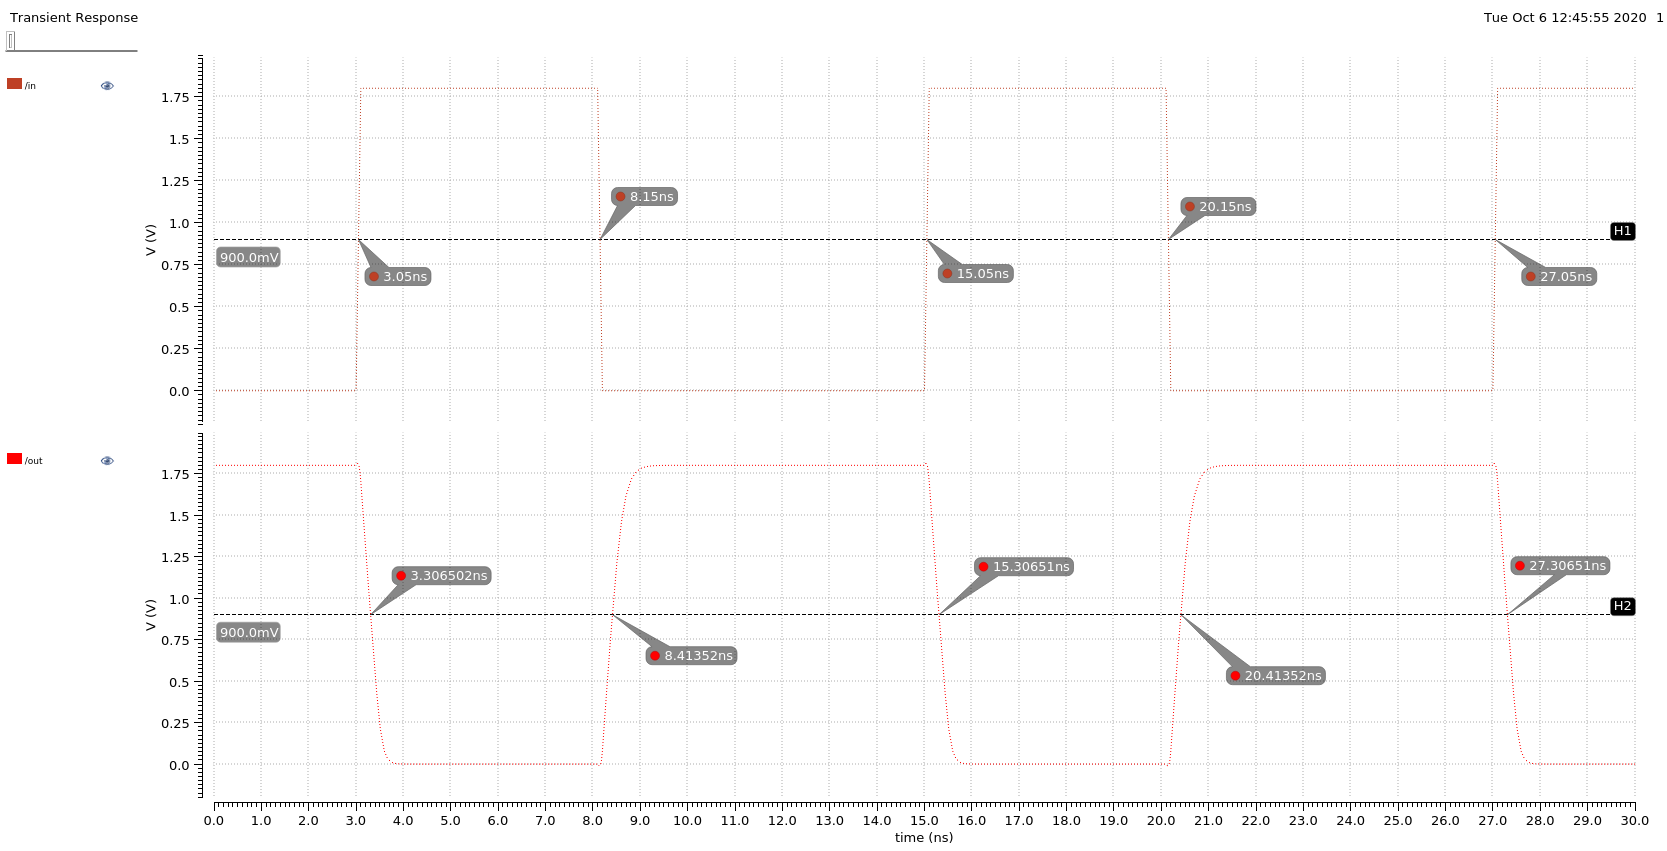 Transient Response
Tue Oct 6 12:45:55 2020 1
/in
1.75
1.5
1.25
1.0
0.75
0.5
0.25
0.0
V (V)
8.15ns
20.15ns
H1
900.0mV
3.05ns
15.05ns
27.05ns
/out
1.75
1.5
1.25
1.0
0.75
0.5
0.25
0.0
V (V)
3.306502ns
15.30651ns
27.30651ns
H2
900.0mV
8.41352ns
20.41352ns
0.0 1.0 2.0 3.0 4.0 5.0 6.0 7.0 8.0 9.0 10.0 11.0 12.0 13.0 14.0 15.0 16.0 17.0 18.0 19.0 20.0 21.0 22.0 23.0 24.0 25.0 26.0 27.0 28.0 29.0 30.0
time (ns)